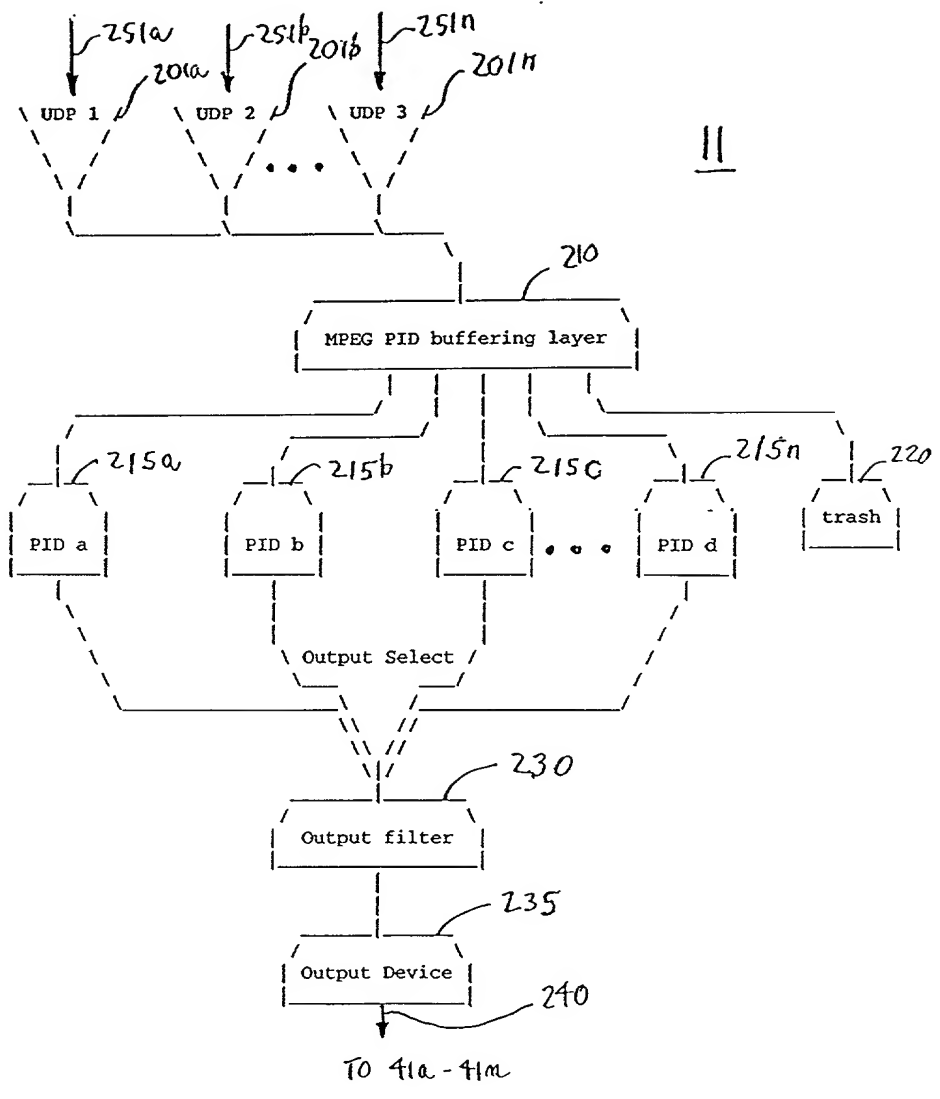 251a 251b 251n
201a 201b 201n
UDP 1 UDP 2 UDP 3
• • •
11
210
MPEG PID buffering layer
215a 215b 215c 215n 220
PID a PID b PID c • • • PID d trash
Output Select
230
Output filter
235
Output Device
240
TO 41a - 41n